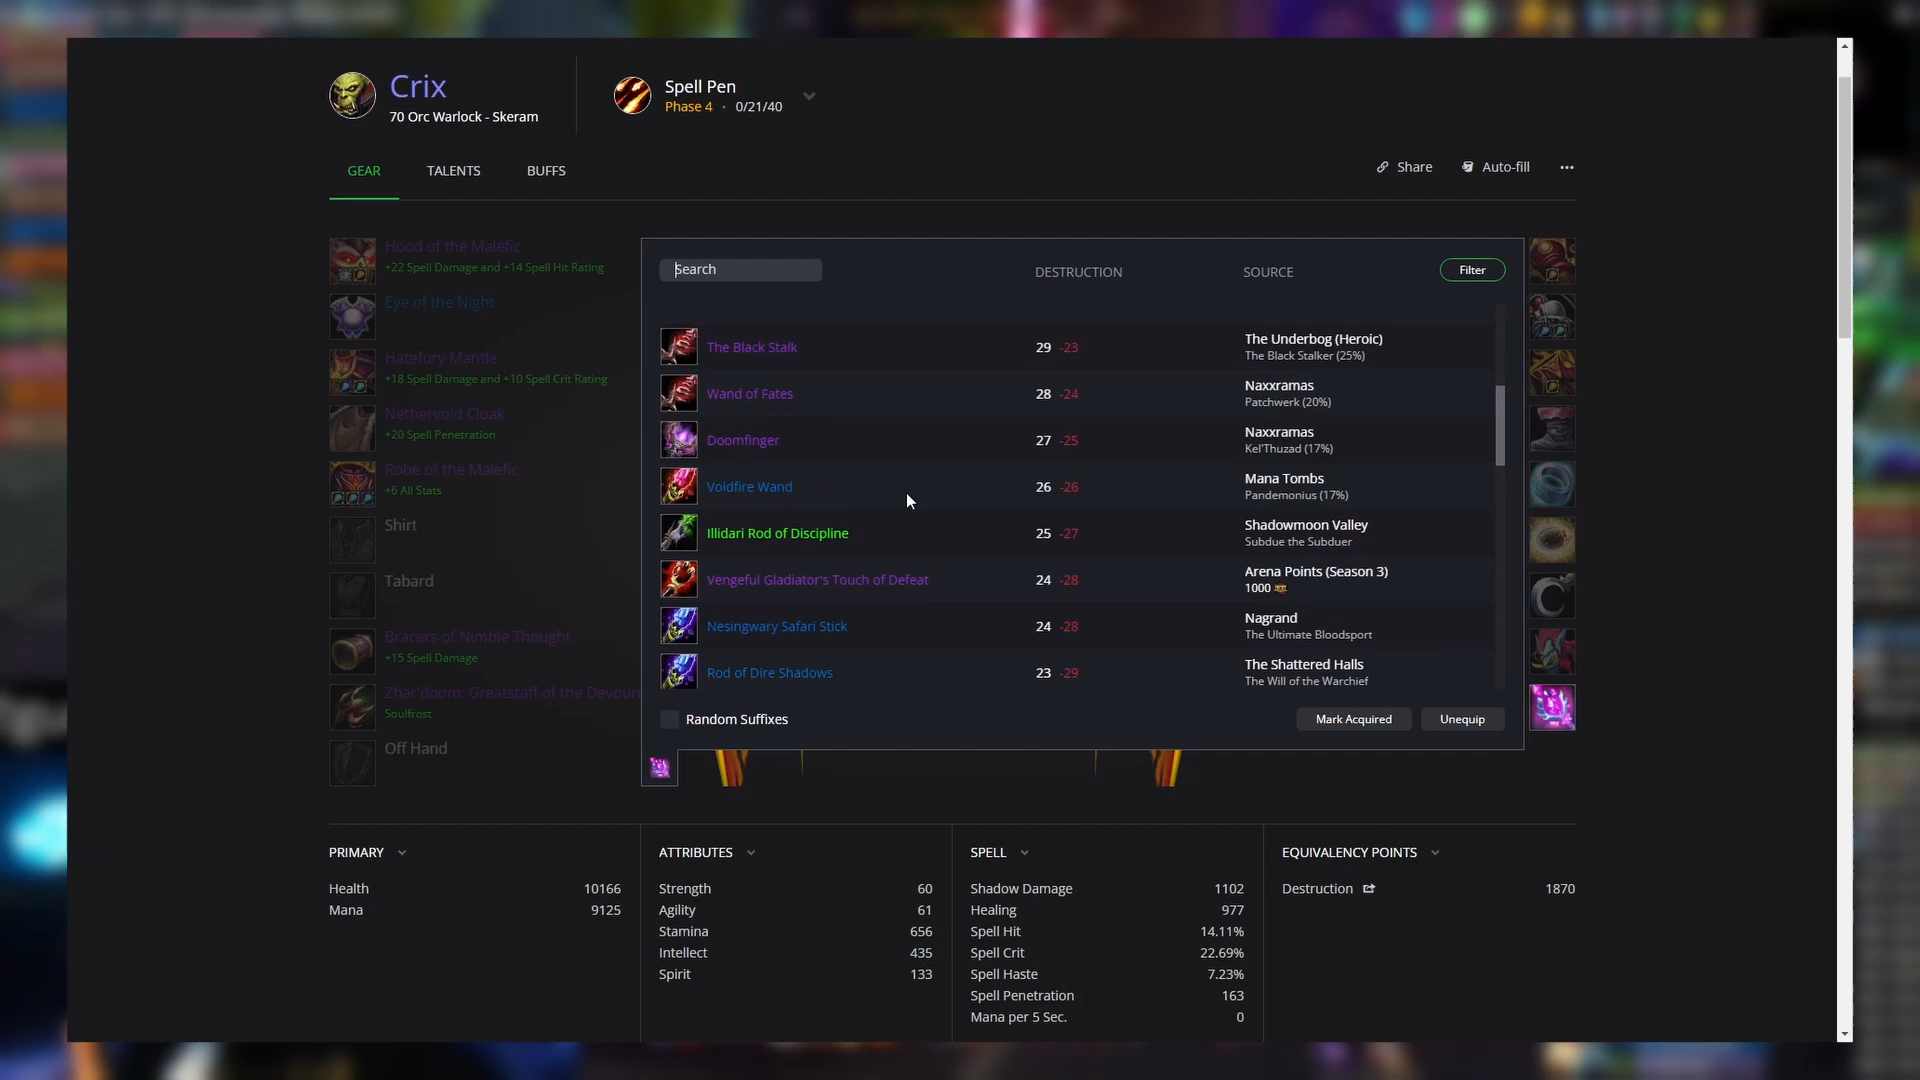 Crix
70 Orc Warlock - Skeram
Spell Pen
Phase 4 · 0/21/40
GEAR
TALENTS
BUFFS
Share
Auto-fill
Hood of the Malefic
+22 Spell Damage and +14 Spell Hit Rating
Eye of the Night
Hatefury Mantle
+18 Spell Damage and +10 Spell Crit Rating
Nethervoid Cloak
+20 Spell Penetration
Robe of the Malefic
+6 All Stats
Shirt
Tabard
Bracers of Nimble Thought
+15 Spell Damage
Zhar'doom, Greatstaff of the Devoure
Soulfrost
Off Hand
Search
DESTRUCTION
SOURCE
Filter
The Black Stalk
29 -23
The Underbog (Heroic)
The Black Stalker (25%)
Wand of Fates
28 -24
Naxxramas
Patchwerk (20%)
Doomfinger
27 -25
Naxxramas
Kel'Thuzad (17%)
Voidfire Wand
26 -26
Mana Tombs
Pandemonius (17%)
Illidari Rod of Discipline
25 -27
Shadowmoon Valley
Subdue the Subduer
Vengeful Gladiator's Touch of Defeat
24 -28
Arena Points (Season 3)
1000
Nesingwary Safari Stick
24 -28
Nagrand
The Ultimate Bloodsport
Rod of Dire Shadows
23 -29
The Shattered Halls
The Will of the Warchief
Random Suffixes
Mark Acquired
Unequip
PRIMARY
Health 10166
Mana 9125
ATTRIBUTES
Strength 60
Agility 61
Stamina 656
Intellect 435
Spirit 133
SPELL
Shadow Damage 1102
Healing 977
Spell Hit 14.11%
Spell Crit 22.69%
Spell Haste 7.23%
Spell Penetration 163
Mana per 5 Sec. 0
EQUIVALENCY POINTS
Destruction 1870